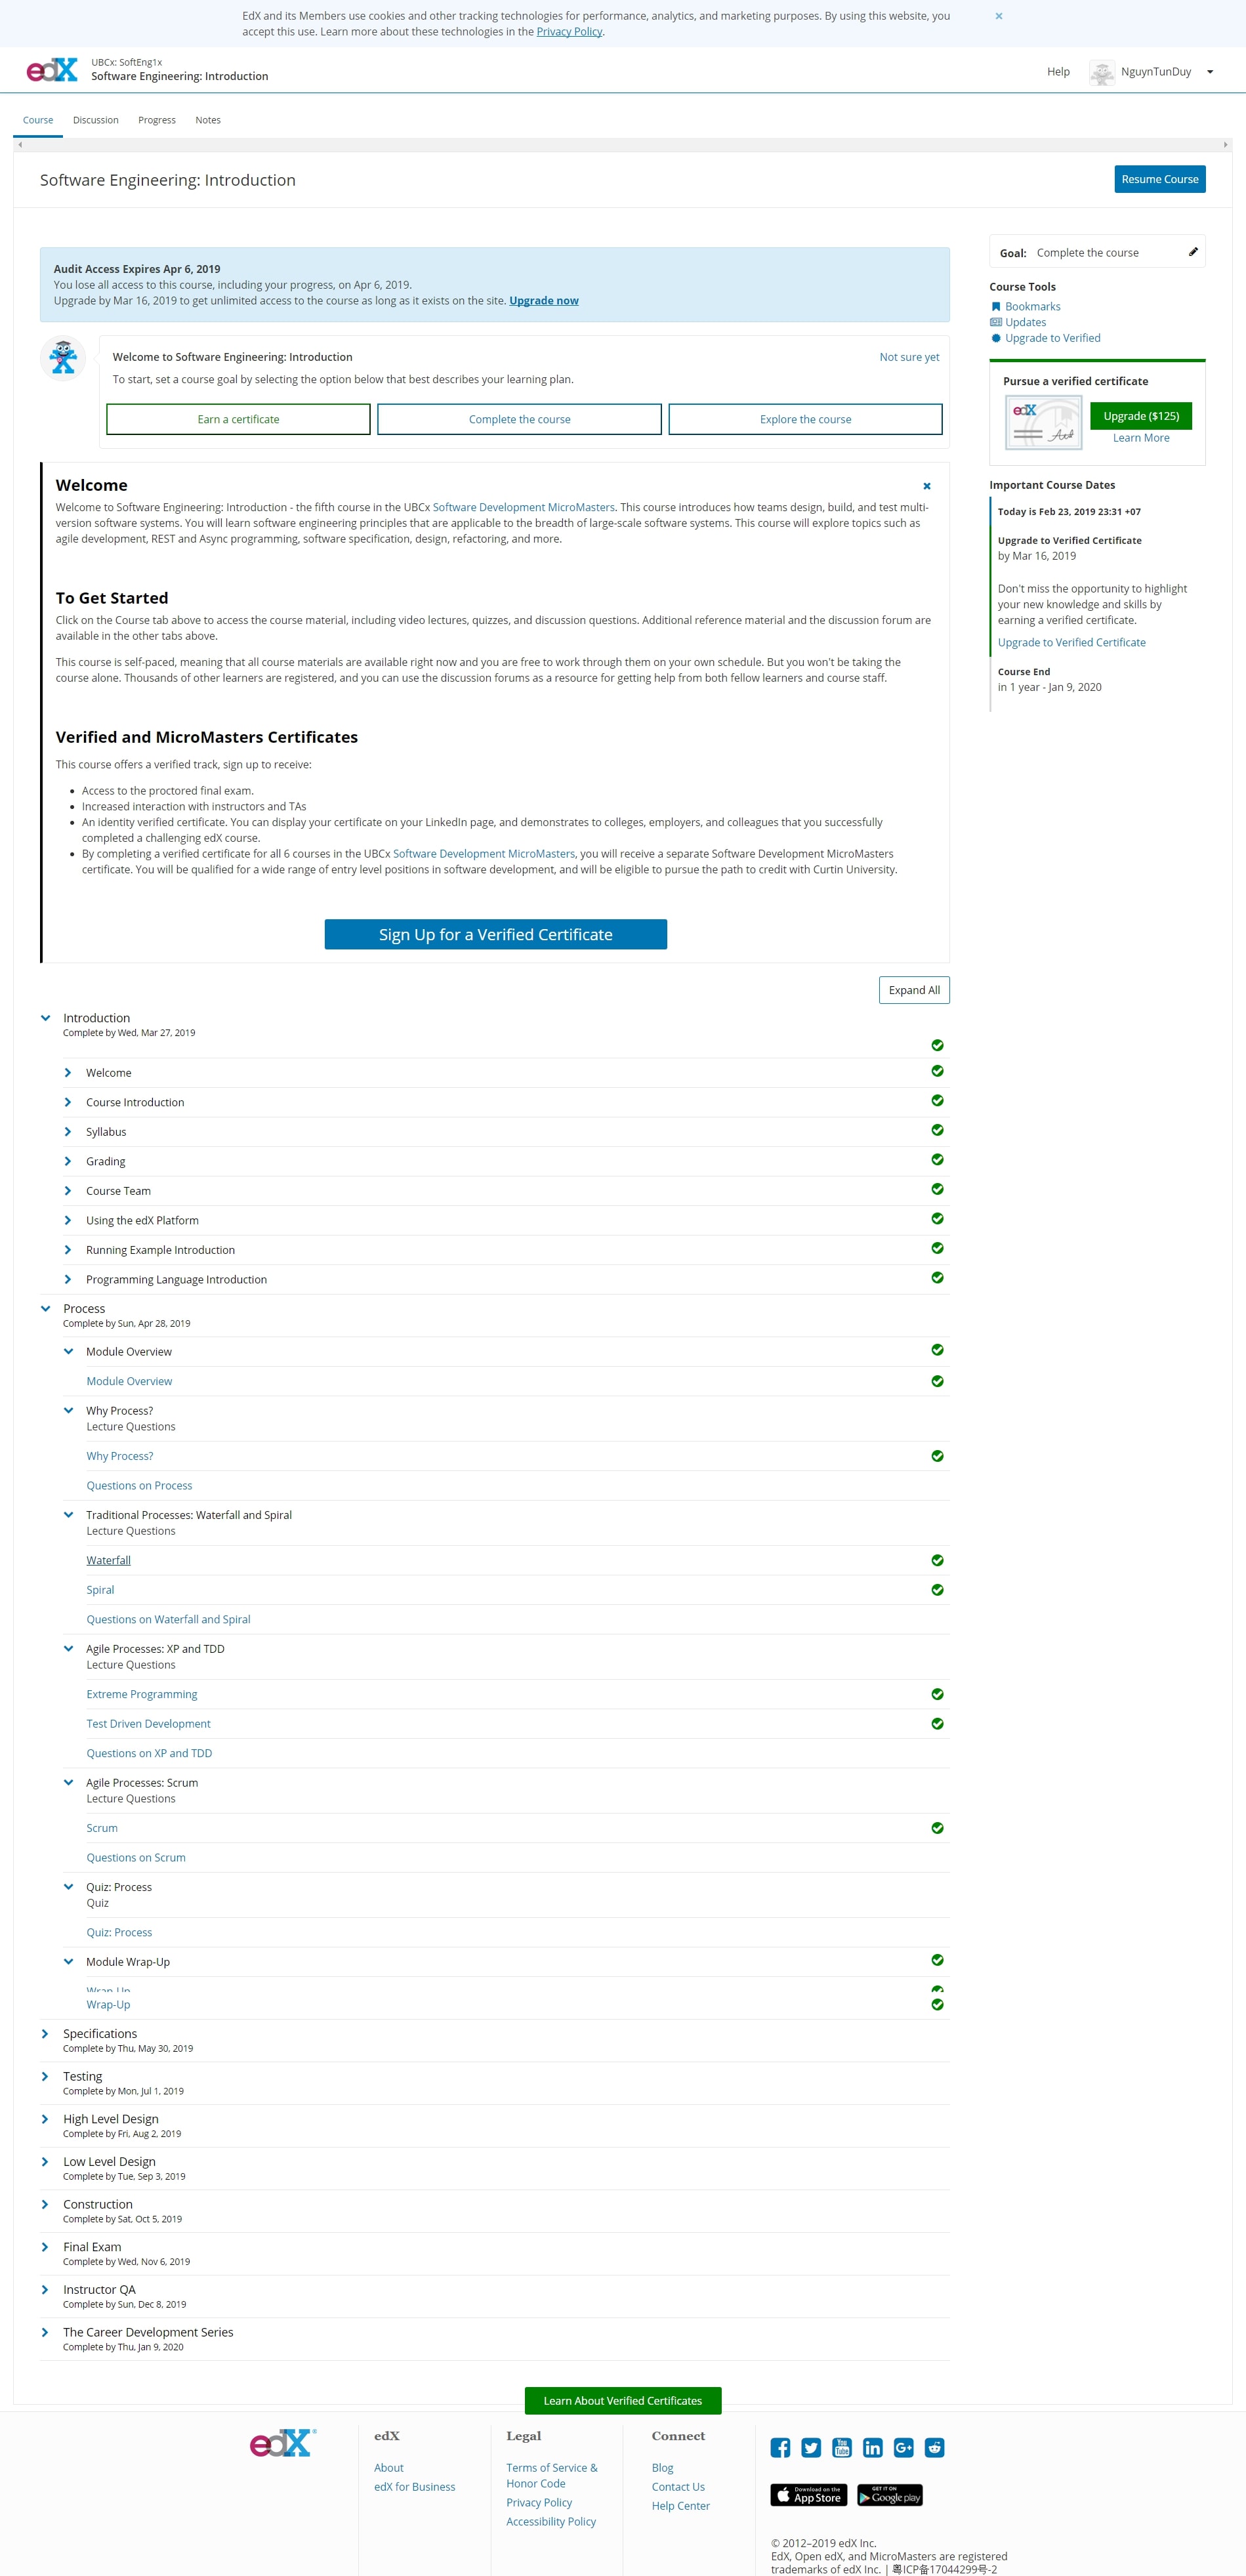 EdX and its Members use cookies and other tracking technologies for performance, analytics, and marketing purposes. By using this website, you
accept this use. Learn more about these technologies in the Privacy Policy.
edX
UBCx: SoftEng1x
Software Engineering: Introduction
Help
NguynTunDuy
Course
Discussion
Progress
Notes
Software Engineering: Introduction
Resume Course
Audit Access Expires Apr 6, 2019
You lose all access to this course, including your progress, on Apr 6, 2019.
Upgrade by Mar 16, 2019 to get unlimited access to the course as long as it exists on the site. Upgrade now
Welcome to Software Engineering: Introduction
Not sure yet
To start, set a course goal by selecting the option below that best describes your learning plan.
Earn a certificate
Complete the course
Explore the course
Goal: Complete the course
Course Tools
Bookmarks
Updates
Upgrade to Verified
Pursue a verified certificate
edX
Upgrade ($125)
Learn More
Important Course Dates
Today is Feb 23, 2019 23:31 +07
Upgrade to Verified Certificate
by Mar 16, 2019
Don't miss the opportunity to highlight
your new knowledge and skills by
earning a verified certificate.
Upgrade to Verified Certificate
Course End
in 1 year - Jan 9, 2020
Welcome
Welcome to Software Engineering: Introduction - the fifth course in the UBCx Software Development MicroMasters. This course introduces how teams design, build, and test multi-
version software systems. You will learn software engineering principles that are applicable to the breadth of large-scale software systems. This course will explore topics such as
agile development, REST and Async programming, software specification, design, refactoring, and more.
To Get Started
Click on the Course tab above to access the course material, including video lectures, quizzes, and discussion questions. Additional reference material and the discussion forum are
available in the other tabs above.
This course is self-paced, meaning that all course materials are available right now and you are free to work through them on your own schedule. But you won't be taking the
course alone. Thousands of other learners are registered, and you can use the discussion forums as a resource for getting help from both fellow learners and course staff.
Verified and MicroMasters Certificates
This course offers a verified track, sign up to receive:
Access to the proctored final exam.
Increased interaction with instructors and TAs
An identity verified certificate. You can display your certificate on your LinkedIn page, and demonstrates to colleges, employers, and colleagues that you successfully
completed a challenging edX course.
By completing a verified certificate for all 6 courses in the UBCx Software Development MicroMasters, you will receive a separate Software Development MicroMasters
certificate. You will be qualified for a wide range of entry level positions in software development, and will be eligible to pursue the path to credit with Curtin University.
Sign Up for a Verified Certificate
Expand All
Introduction
Complete by Wed, Mar 27, 2019
Welcome
Course Introduction
Syllabus
Grading
Course Team
Using the edX Platform
Running Example Introduction
Programming Language Introduction
Process
Complete by Sun, Apr 28, 2019
Module Overview
Module Overview
Why Process?
Lecture Questions
Why Process?
Questions on Process
Traditional Processes: Waterfall and Spiral
Lecture Questions
Waterfall
Spiral
Questions on Waterfall and Spiral
Agile Processes: XP and TDD
Lecture Questions
Extreme Programming
Test Driven Development
Questions on XP and TDD
Agile Processes: Scrum
Lecture Questions
Scrum
Questions on Scrum
Quiz: Process
Quiz
Quiz: Process
Module Wrap-Up
Wrap-Up
Wrap-Up
Specifications
Complete by Thu, May 30, 2019
Testing
Complete by Mon, Jul 1, 2019
High Level Design
Complete by Fri, Aug 2, 2019
Low Level Design
Complete by Tue, Sep 3, 2019
Construction
Complete by Sat, Oct 5, 2019
Final Exam
Complete by Wed, Nov 6, 2019
Instructor QA
Complete by Sun, Dec 8, 2019
The Career Development Series
Complete by Thu, Jan 9, 2020
Learn About Verified Certificates
edX
edX
About
edX for Business
Legal
Terms of Service &
Honor Code
Privacy Policy
Accessibility Policy
Connect
Blog
Contact Us
Help Center
You
Tube
Download on the
App Store
GET IT ON
Google play
© 2012–2019 edX Inc.
EdX, Open edX, and MicroMasters are registered
trademarks of edX Inc. | 粤ICP备17044299号-2